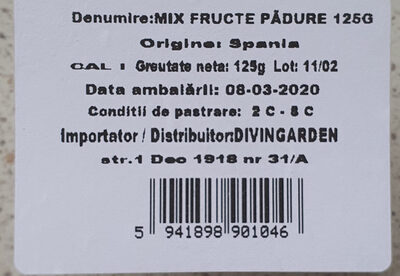 Denumire:MIX FRUCTE PĂDURE 125G
Origine: Spania
CAL I Greutate neta: 125g Lot: 11/02
Data ambalării: 08-03-2020
Conditii de pastrare: 2 C - 8 C
Importator / Distribuitor:DIVINGARDEN
str.1 Dec 1918 nr 31/A
5 941898 901046